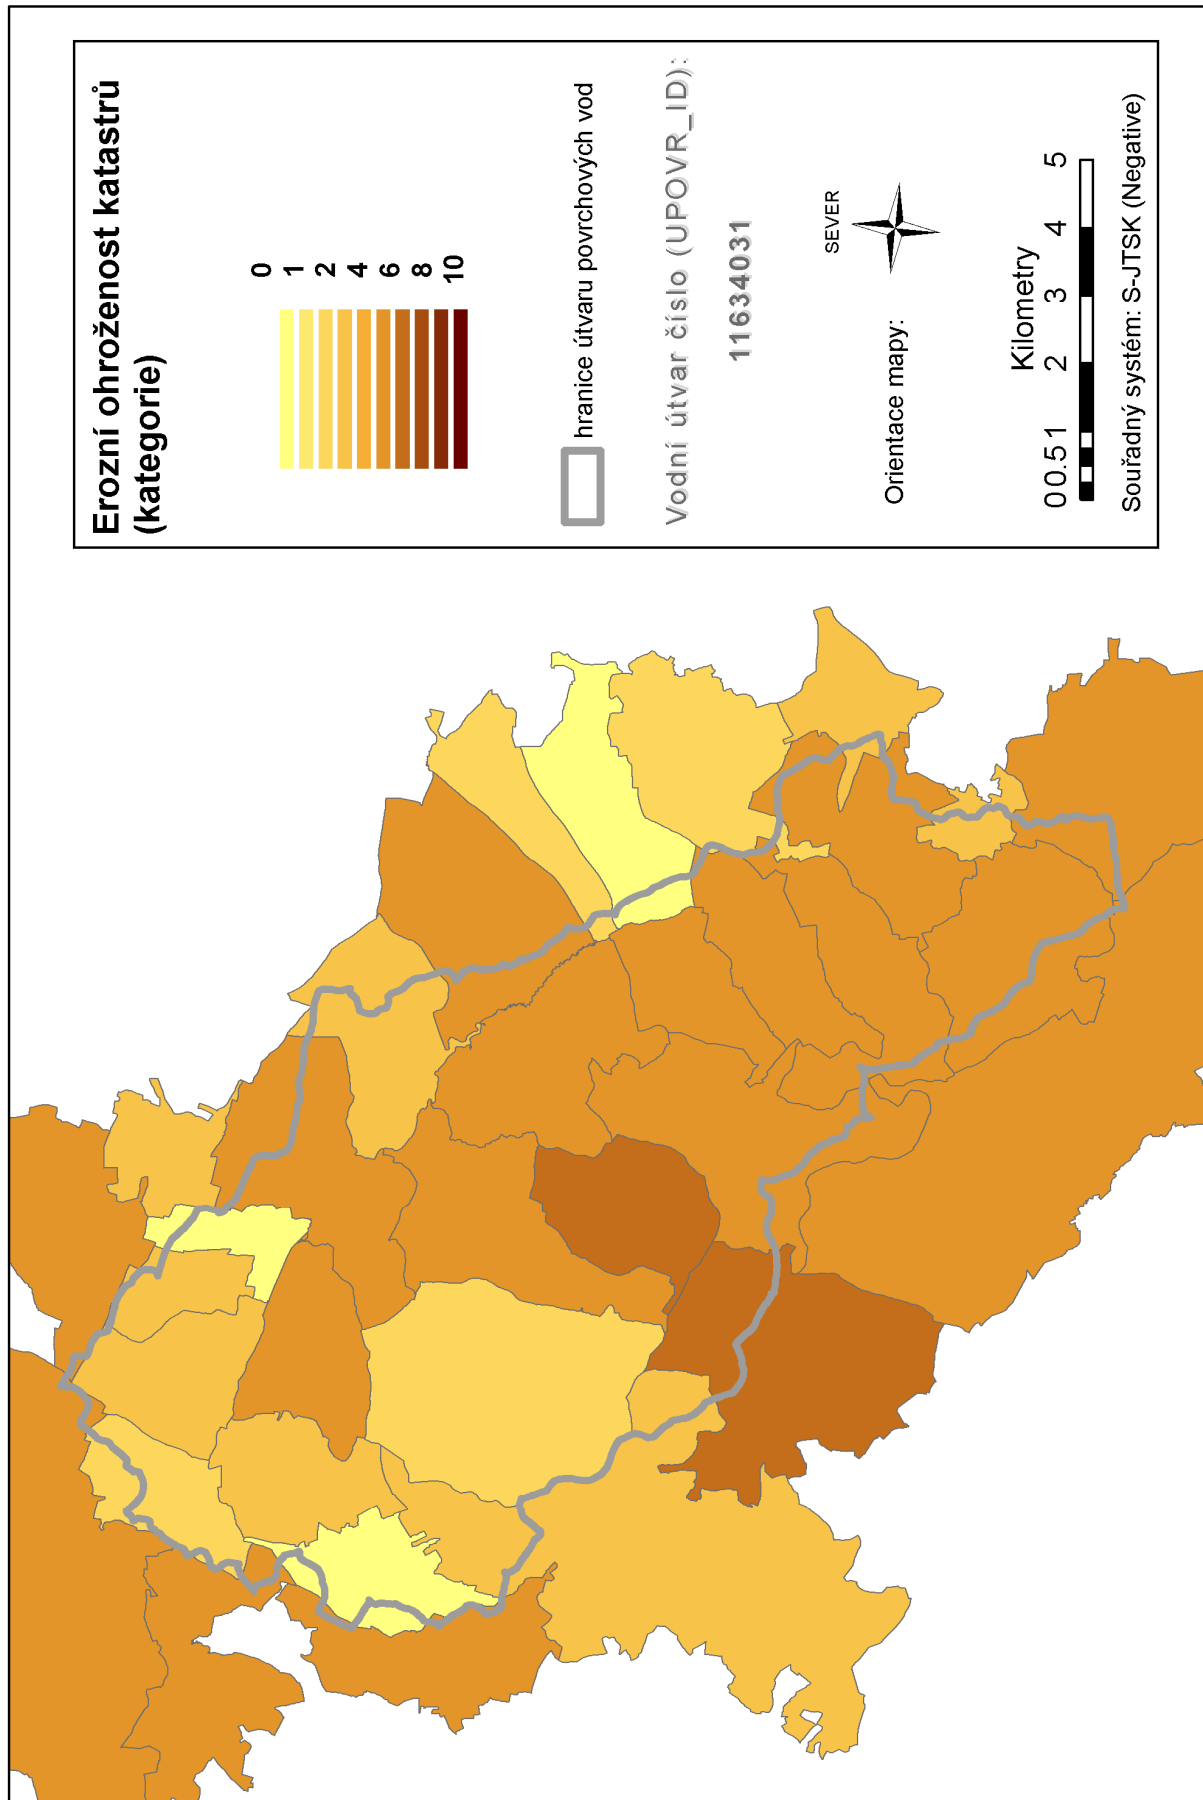 Erozní ohroženost katastrů
(kategorie)
0
1
2
4
6
8
10
hranice útvaru povrchových vod
Vodní útvar číslo (UPOVR_ID):
11634031
SEVER
Orientace mapy:
Kilometry
0 0.5 1 2 3 4 5
Souřadný systém: S-JTSK (Negative)